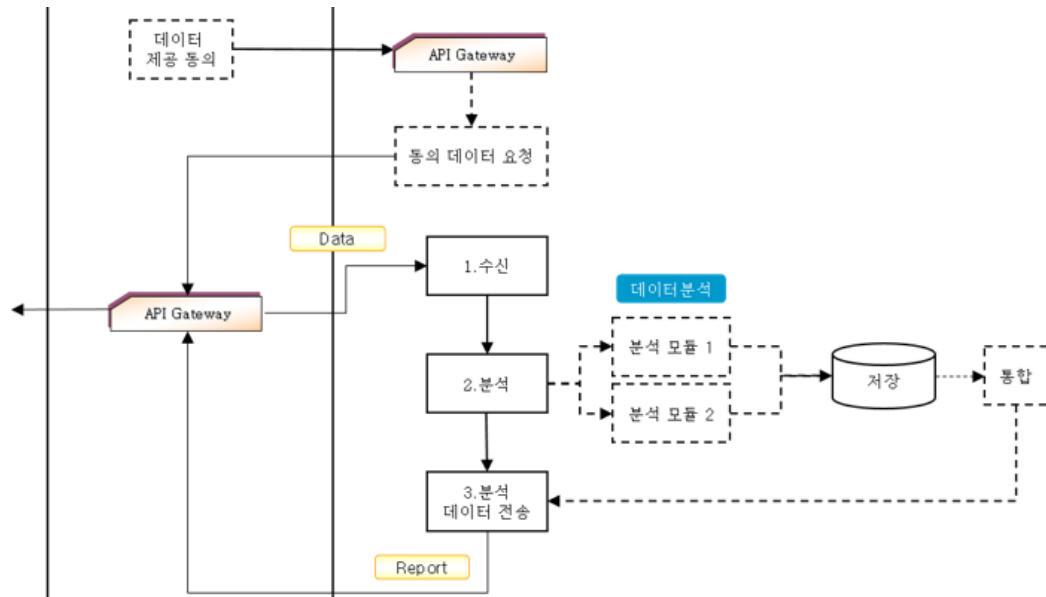 데이터
제공 동의
API Gateway
동의 데이터 요청
Data
1.수신
API Gateway
데이터분석
분석 모듈 1
2.분석
분석 모듈 2
저장
통합
3.분석
데이터 전송
Report